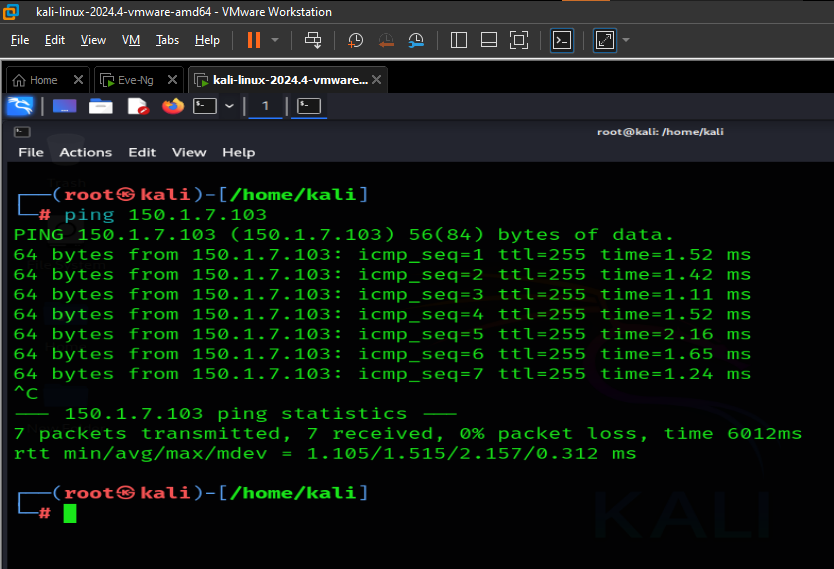 kali-linux-2024.4-vmware-amd64 - VMware Workstation
File Edit View VM Tabs Help
Home Eve-Ng kali-linux-2024.4-vmware...
1
root@kali: /home/kali
File Actions Edit View Help
┌──(root㉿kali)-[/home/kali]
└─# ping 150.1.7.103
PING 150.1.7.103 (150.1.7.103) 56(84) bytes of data.
64 bytes from 150.1.7.103: icmp_seq=1 ttl=255 time=1.52 ms
64 bytes from 150.1.7.103: icmp_seq=2 ttl=255 time=1.42 ms
64 bytes from 150.1.7.103: icmp_seq=3 ttl=255 time=1.11 ms
64 bytes from 150.1.7.103: icmp_seq=4 ttl=255 time=1.52 ms
64 bytes from 150.1.7.103: icmp_seq=5 ttl=255 time=2.16 ms
64 bytes from 150.1.7.103: icmp_seq=6 ttl=255 time=1.65 ms
64 bytes from 150.1.7.103: icmp_seq=7 ttl=255 time=1.24 ms
^C
--- 150.1.7.103 ping statistics ---
7 packets transmitted, 7 received, 0% packet loss, time 6012ms
rtt min/avg/max/mdev = 1.105/1.515/2.157/0.312 ms
┌──(root㉿kali)-[/home/kali]
└─#
KALI